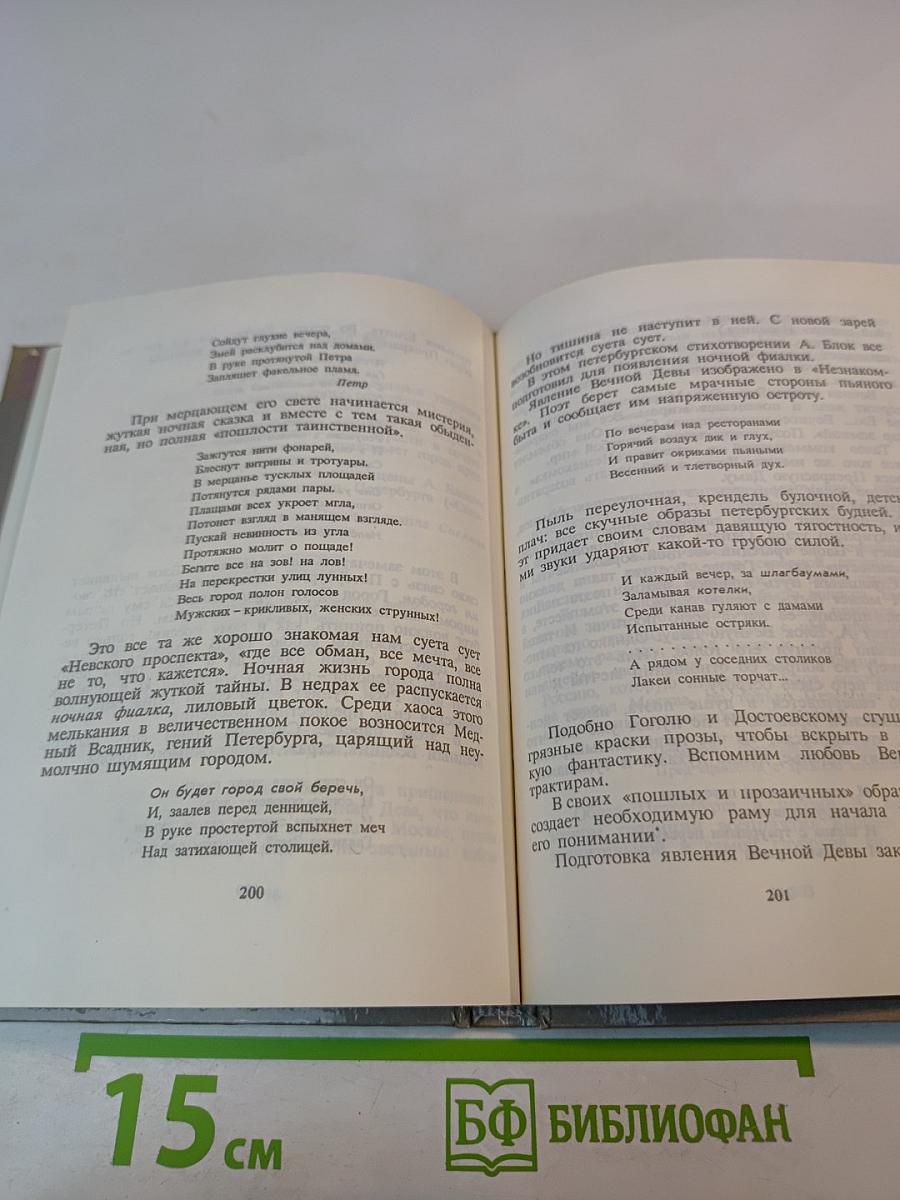 Сойдут глухие вечера,
Змей расклубится над домами.
В руке протянутой Петра
Запляшет факельное пламя.
Петр
При мерцающем его свете начинается мистерия,
жуткая ночная сказка и вместе с тем такая обыден-
ная, но полная «пошлости таинственной».
Зажгутся нити фонарей,
Блеснут витрины и тротуары.
В мерцанье тусклых площадей
Потянутся рядами пары.
Плащами всех укроет мгла,
Потонет взгляд в манящем взгляде.
Пускай невинность из угла
Протяжно молит о пощаде!
Бегите все на зов! на лов!
На перекрестки улиц лунных!
Весь город полон голосов
Мужских – крикливых, женских струнных!
Это все та же хорошо знакомая нам суета сует
«Невского проспекта», «где все обман, все мечта, все
не то, что кажется». Ночная жизнь города полна
волнующей жуткой тайны. В недрах ее распускается
ночная фиалка, лиловый цветок. Среди хаоса этого
мелькания в величественном покое возносится Мед-
ный Всадник, гений Петербурга, царящий над неу-
молчно шумящим городом.
Он будет город свой беречь,
И, заалев перед денницей,
В руке простертой вспыхнет меч
Над затихающей столицей.
200
Но тишина не наступит в ней. С новой зарей
возобновится суета сует.
В этом петербургском стихотворении А. Блок все
подготовил для появления ночной фиалки.
Явление Вечной Девы изображено в «Незнаком-
ке». Поэт берет самые мрачные стороны пьяного
быта и сообщает им напряженную остроту.
По вечерам над ресторанами
Горячий воздух дик и глух,
И правит окриками пьяными
Весенний и тлетворный дух.
Пыль переулочная, крендель булочной, детс
плач: все скучные образы петербургских будней.
эт придает своим словам давящую тягостность, и
ми звуки ударяют какой-то грубою силой.
И каждый вечер, за шлагбаумами,
Заламывая котелки,
Среди канав гуляют с дамами
Испытанные остряки.
. . . . . . . . . . . . . . . . .
А рядом у соседних столиков
Лакеи сонные торчат...
Подобно Гоголю и Достоевскому сгущ
грязные краски прозы, чтобы вскрыть в
кую фантастику. Вспомним любовь Вер
трактирам.
В своих «пошлых и прозаичных» образ
создает необходимую раму для начала
его понимании*.
Подготовка явления Вечной Девы зак
201
15 см
БФ БИБЛИОФАН